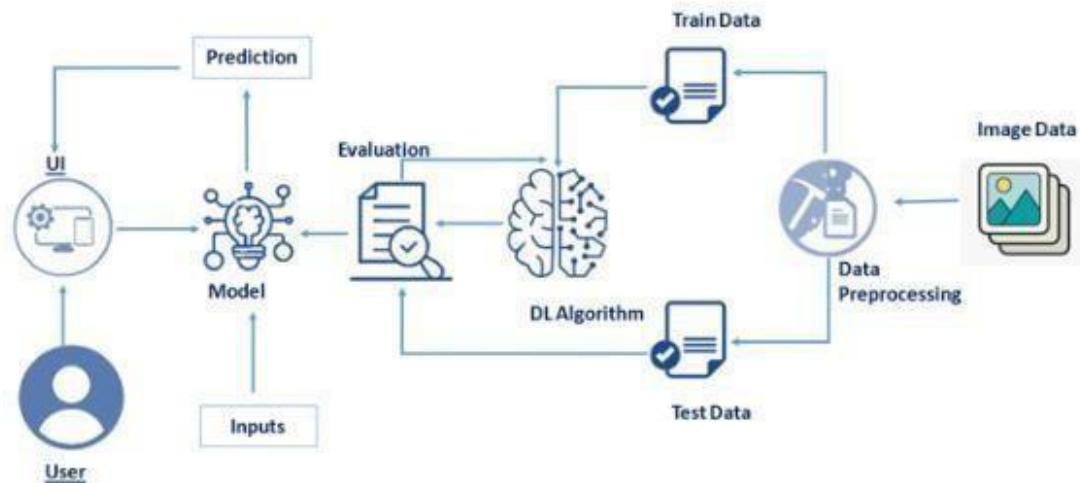 Train Data
Prediction
Image Data
Evaluation
UI
Model
Data
Preprocessing
DL Algorithm
Test Data
Inputs
User